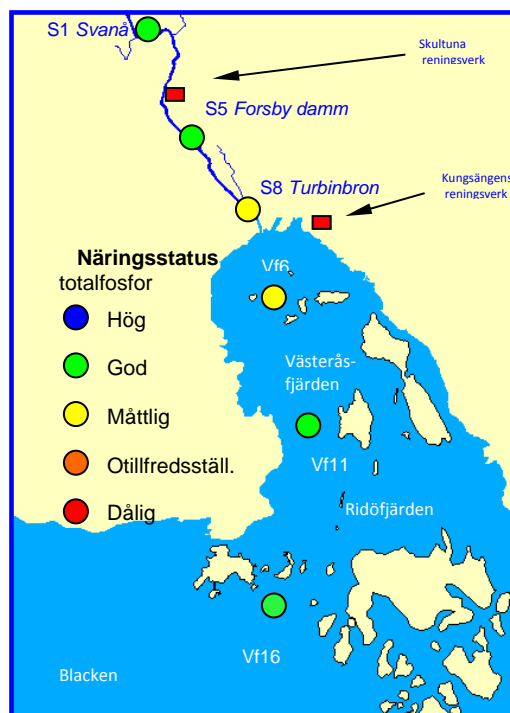 S1 Svanå
Skultuna
reningsverk
S5 Forsby damm
Kungsängens
reningsverk
S8 Turbinbron
Näringsstatus
totalfosfor
Hög
God
Måttlig
Otillfredsställ.
Dålig
Vf6
Västerås-
fjärden
Vf11
Ridöfjärden
Vf16
Blacken